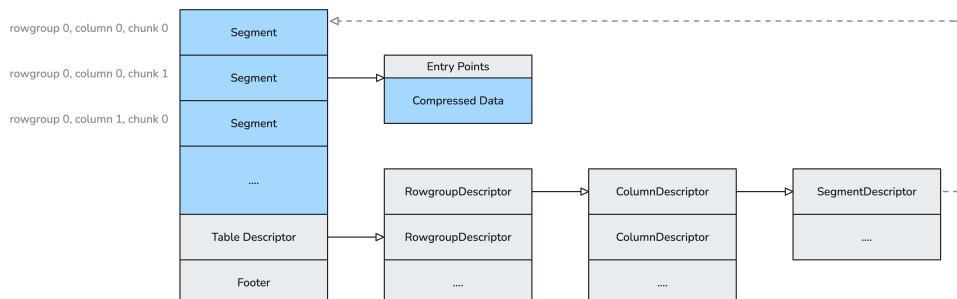 rowgroup 0, column 0, chunk 0
Segment
rowgroup 0, column 0, chunk 1
Segment
Entry Points
Compressed Data
rowgroup 0, column 1, chunk 0
Segment
....
RowgroupDescriptor
ColumnDescriptor
SegmentDescriptor
Table Descriptor
RowgroupDescriptor
ColumnDescriptor
....
Footer
....
....